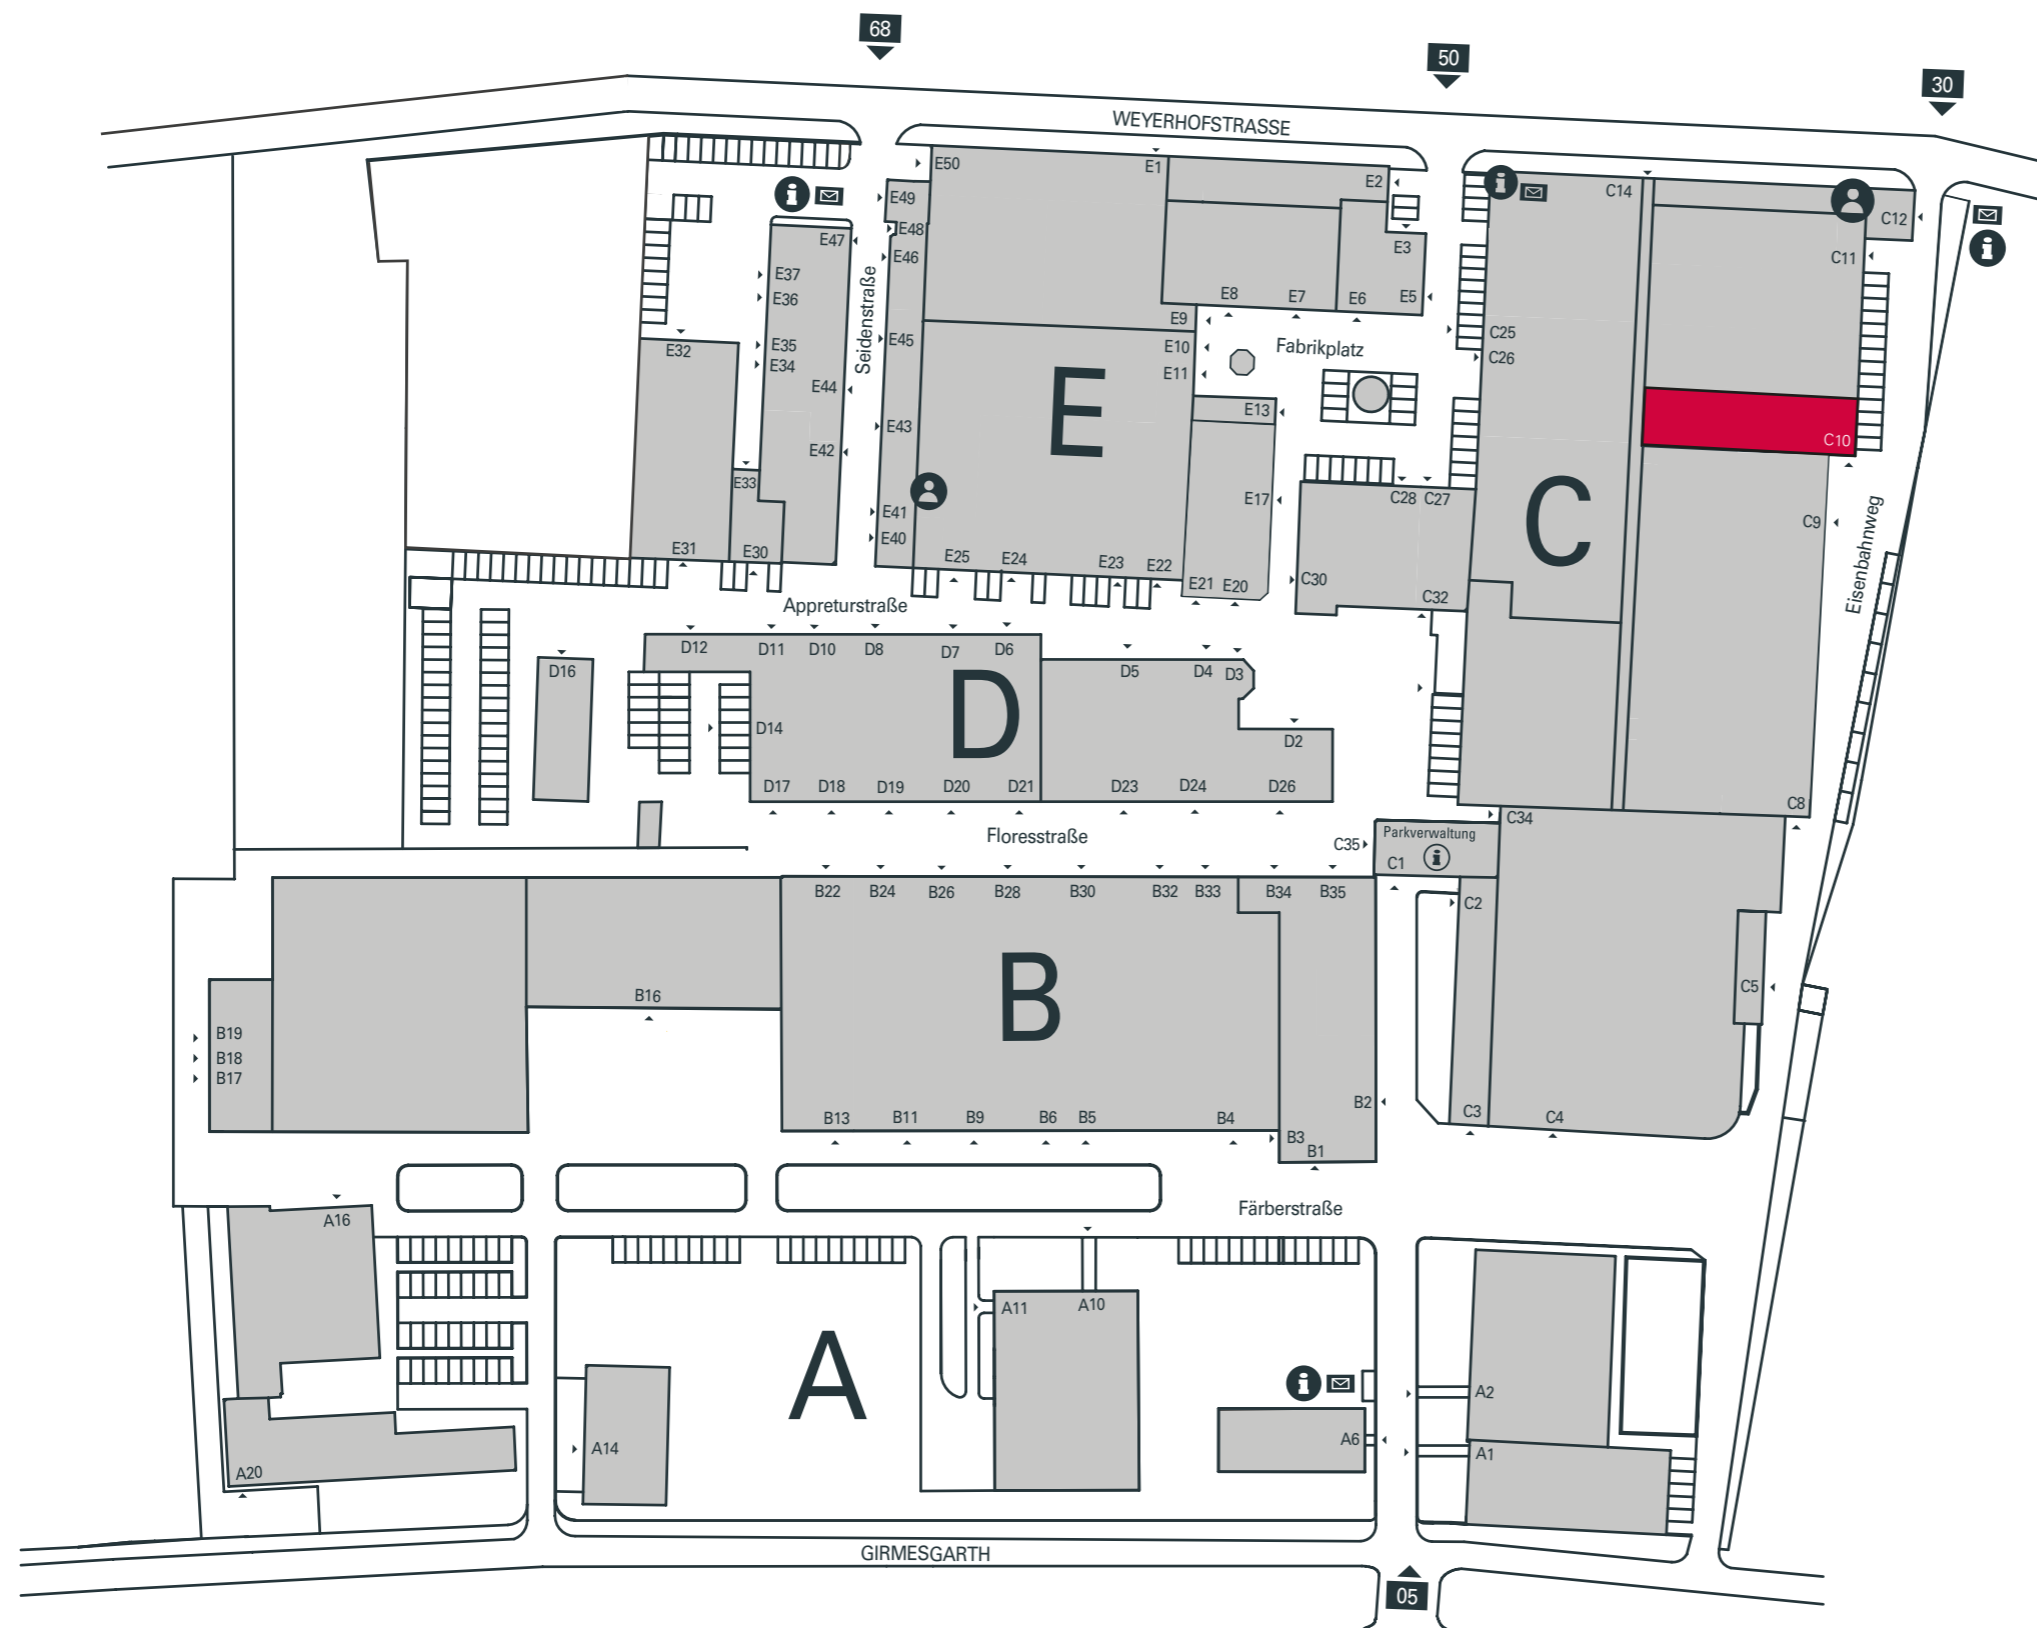 68
50
30
WEYERHOFSTRASSE
E50
E1
E2
C14
C12
E49
E48
E47
E46
E3
C11
E37
E36
E8
E7
E6
E5
E9
Seidenstraße
E45
E10
Fabrikplatz
C25
C26
E35
E34
E32
E11
E44
E13
E
E43
E42
C10
E33
E17
C28
C27
C
E41
E40
C9
E31
E30
E25
E24
E23
E22
E21
E20
C30
C32
Eisenbahnweg
Appreturstraße
D12
D11
D10
D8
D7
D6
D16
D5
D4
D3
D
D14
D2
D17
D18
D19
D20
D21
D23
D24
D26
C8
C34
Floresstraße
C35
Parkverwaltung
C1
B22
B24
B26
B28
B30
B32
B33
B34
B35
C2
B
B16
C5
B19
B18
B17
B2
B13
B11
B9
B6
B5
B4
B3
B1
C3
C4
Färberstraße
A16
A11
A10
A
A2
A14
A6
A1
A20
GIRMESGARTH
05